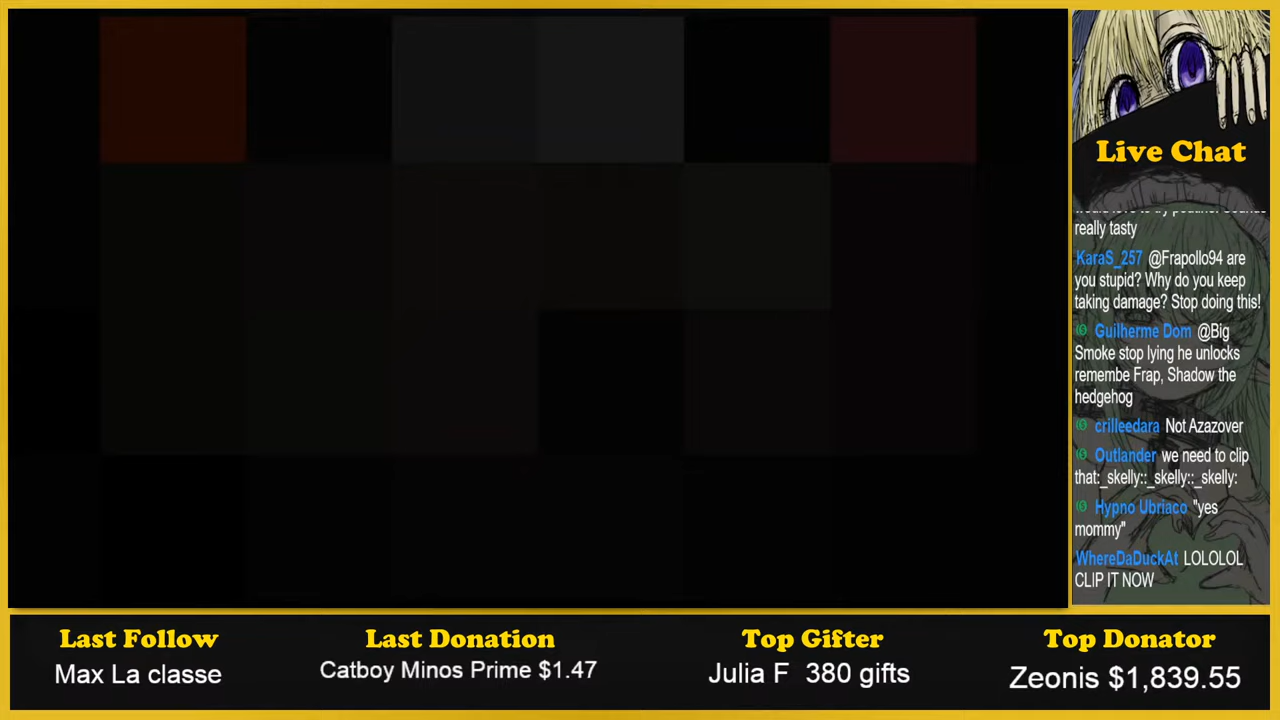 Live Chat
really tasty
KaraS_257 @Frapollo94 are
you stupid? Why do you keep
taking damage? Stop doing this!
Guilherme Dom @Big
Smoke stop lying he unlocks
remembe Frap, Shadow the
hedgehog
crilleedara Not Azazover
Outlander we need to clip
that:_skelly::_skelly::_skelly:
Hypno Ubriaco "yes
mommy"
WhereDaDuckAt LOLOLOL
CLIP IT NOW
Last Follow
Max La classe
Last Donation
Catboy Minos Prime $1.47
Top Gifter
Julia F 380 gifts
Top Donator
Zeonis $1,839.55